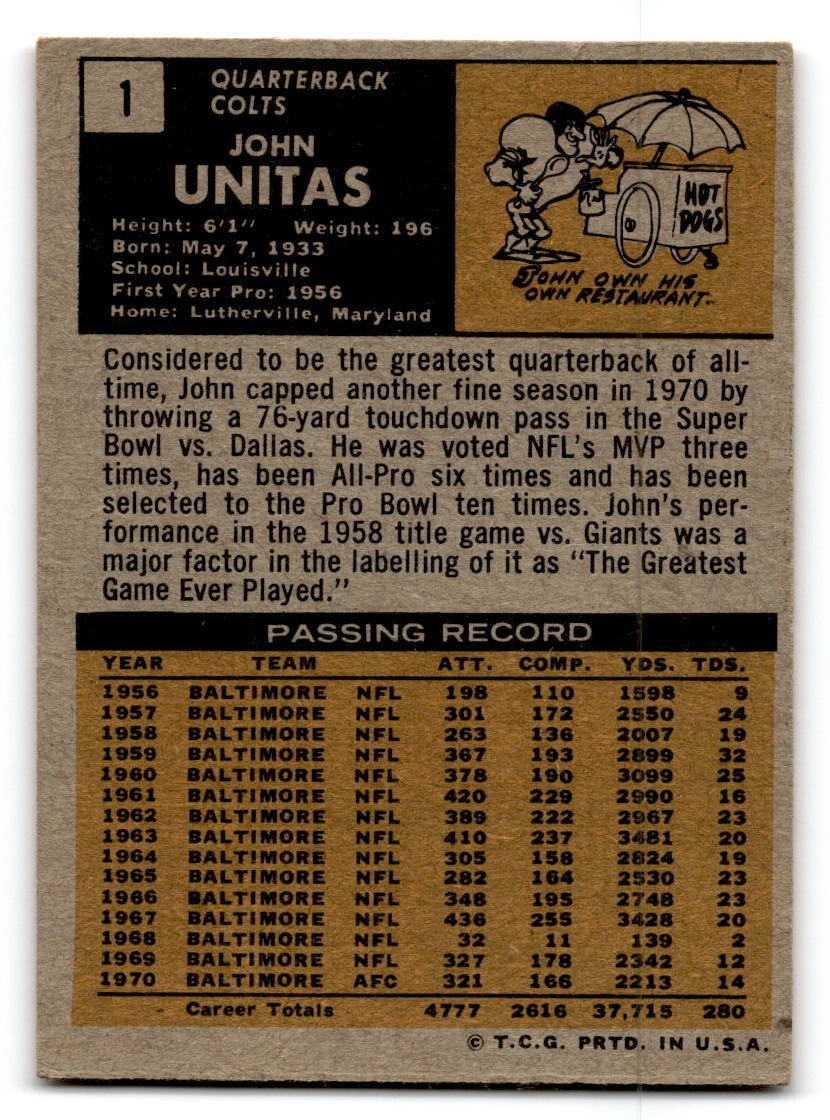 1
QUARTERBACK
COLTS
JOHN
UNITAS
Height: 6'1" Weight: 196
Born: May 7, 1933
School: Louisville
First Year Pro: 1956
Home: Lutherville, Maryland
HOT
DOGS
JOHN OWN HIS
OWN RESTAURANT.
Considered to be the greatest quarterback of all-
time, John capped another fine season in 1970 by
throwing a 76-yard touchdown pass in the Super
Bowl vs. Dallas. He was voted NFL's MVP three
times, has been All-Pro six times and has been
selected to the Pro Bowl ten times. John's per-
formance in the 1958 title game vs. Giants was a
major factor in the labelling of it as "The Greatest
Game Ever Played."
PASSING RECORD
YEAR TEAM ATT. COMP. YDS. TDS.
1956 BALTIMORE NFL 198 110 1598 9
1957 BALTIMORE NFL 301 172 2550 24
1958 BALTIMORE NFL 263 136 2007 19
1959 BALTIMORE NFL 367 193 2899 32
1960 BALTIMORE NFL 378 190 3099 25
1961 BALTIMORE NFL 420 229 2990 16
1962 BALTIMORE NFL 389 222 2967 23
1963 BALTIMORE NFL 410 237 3481 20
1964 BALTIMORE NFL 305 158 2824 19
1965 BALTIMORE NFL 282 164 2530 23
1966 BALTIMORE NFL 348 195 2748 23
1967 BALTIMORE NFL 436 255 3428 20
1968 BALTIMORE NFL 32 11 139 2
1969 BALTIMORE NFL 327 178 2342 12
1970 BALTIMORE AFC 321 166 2213 14
Career Totals 4777 2616 37,715 280
© T.C.G. PRTD. IN U.S.A.